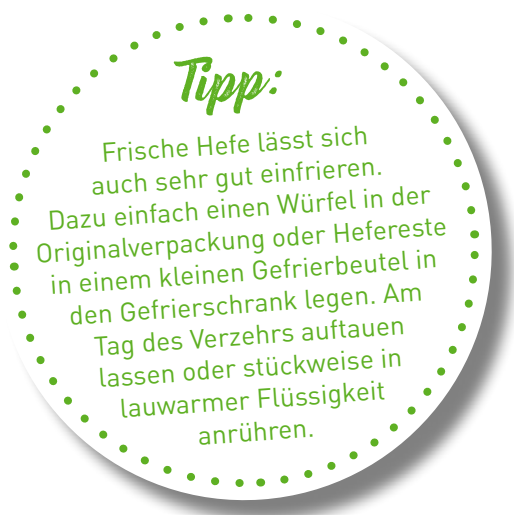 Tipp:
Frische Hefe lässt sich
auch sehr gut einfrieren.
Dazu einfach einen Würfel in der
Originalverpackung oder Hefereste
in einem kleinen Gefrierbeutel in
den Gefrierschrank legen. Am
Tag des Verzehrs auftauen
lassen oder stückweise in
lauwarmer Flüssigkeit
anrühren.